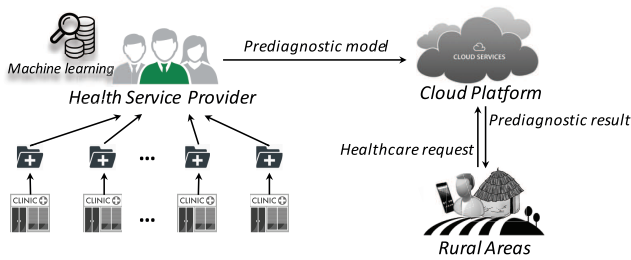 Machine learning
Health Service Provider
Prediagnostic model
CLOUD SERVICES
Cloud Platform
Prediagnostic result
Healthcare request
...
CLINIC
CLINIC
...
CLINIC
CLINIC
Rural Areas